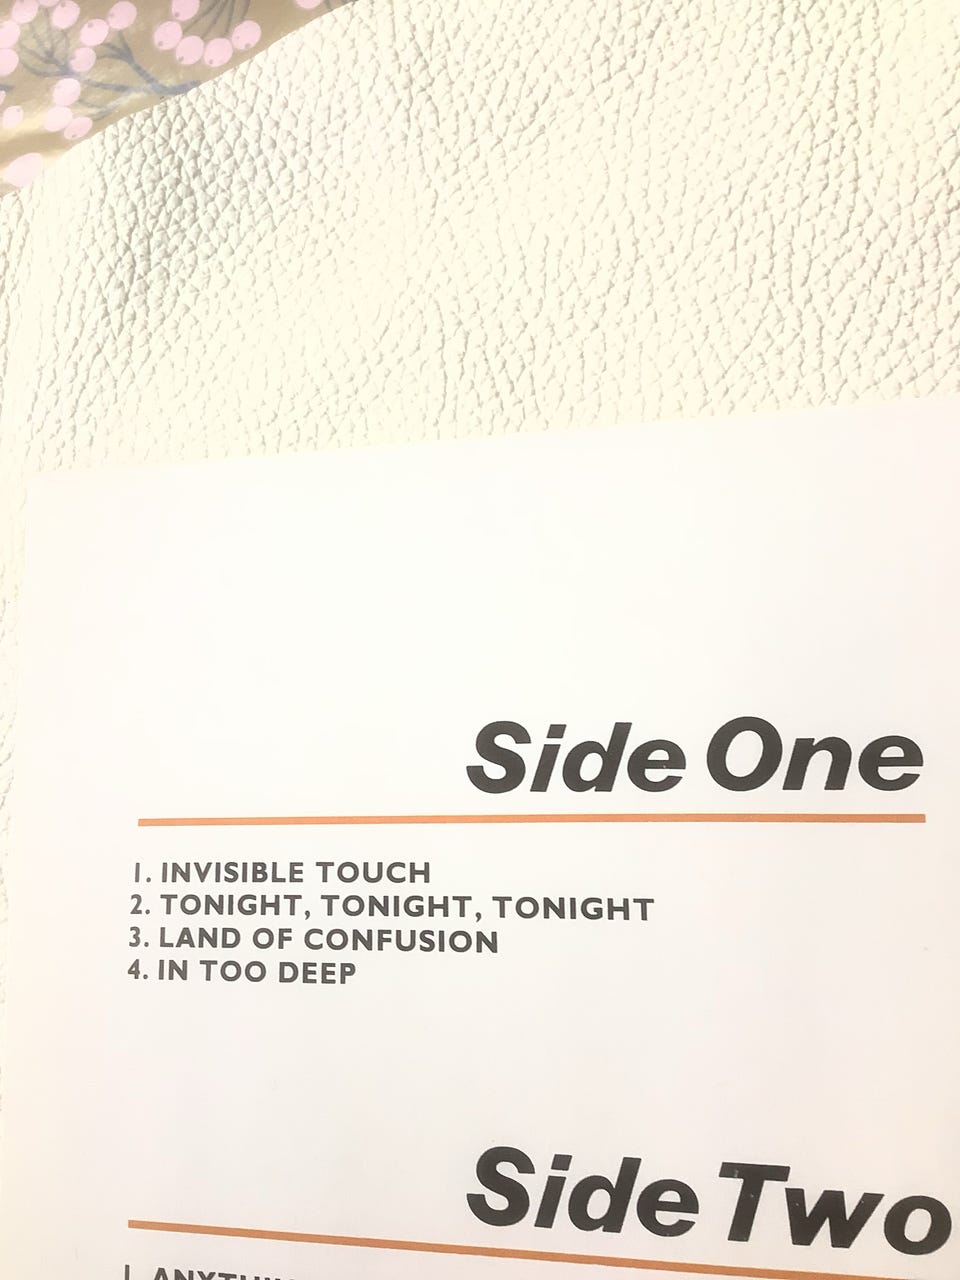 Side One
1. INVISIBLE TOUCH
2. TONIGHT, TONIGHT, TONIGHT
3. LAND OF CONFUSION
4. IN TOO DEEP
Side Two
1.